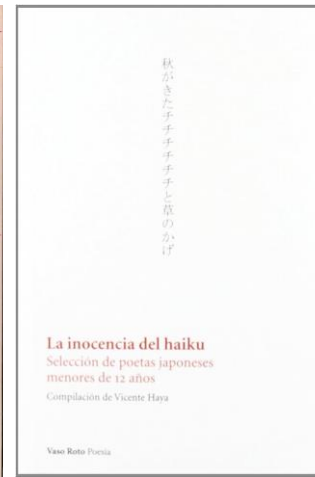 秋がきたチチチチチチと草のかげ
La inocencia del haiku
Selección de poetas japoneses
menores de 12 años
Compilación de Vicente Haya
Vaso Roto Poesía